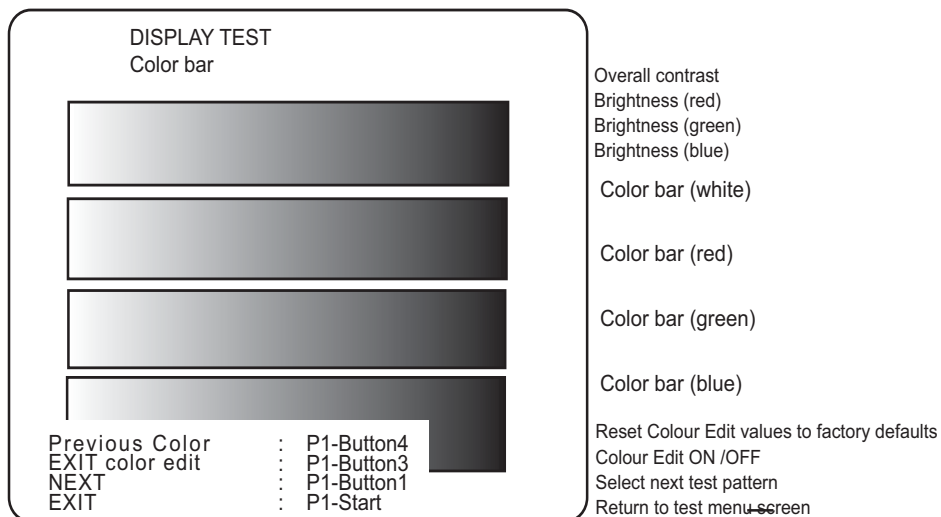 DISPLAY TEST
Color bar
Overall contrast
Brightness (red)
Brightness (green)
Brightness (blue)
Color bar (white)
Color bar (red)
Color bar (green)
Color bar (blue)
Previous Color : P1-Button4
EXIT color edit : P1-Button3
NEXT : P1-Button1
EXIT : P1-Start
Reset Colour Edit values to factory defaults
Colour Edit ON /OFF
Select next test pattern
Return to test menu screen